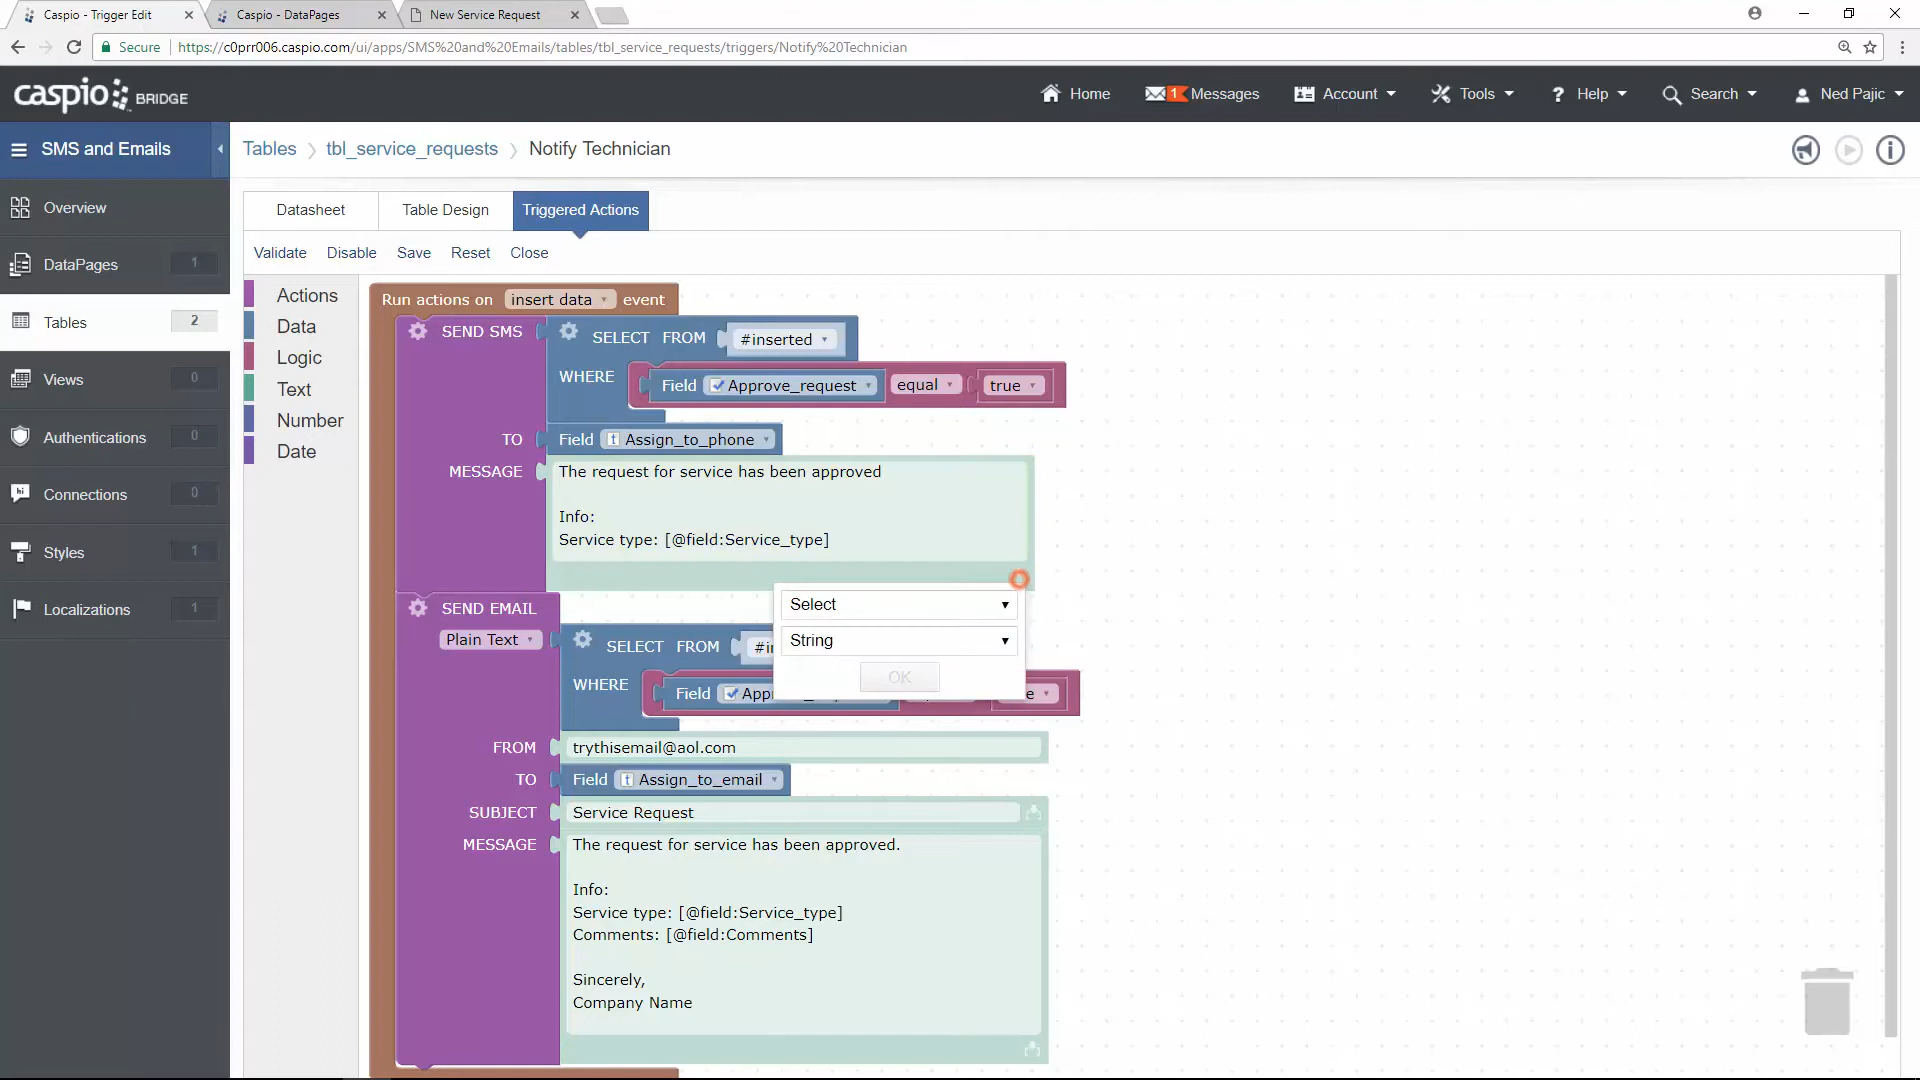 Caspio - Trigger Edit
Caspio - DataPages
New Service Request
Secure
https://c0prr006.caspio.com/ui/apps/SMS%20and%20Emails/tables/tbl_service_requests/triggers/Notify%20Technician
caspio BRIDGE
Home
1 Messages
Account
Tools
? Help
Search
Ned Pajic
SMS and Emails
Tables
tbl_service_requests
Notify Technician
Overview
DataPages 1
Tables 2
Views 0
Authentications 0
Connections 0
Styles 1
Localizations 1
Datasheet
Table Design
Triggered Actions
Validate
Disable
Save
Reset
Close
Actions
Data
Logic
Text
Number
Date
Run actions on insert data event
SEND SMS
SELECT FROM #inserted
WHERE Field Approve_request equal true
TO Field t Assign_to_phone
MESSAGE The request for service has been approved
Info:
Service type: [@field:Service_type]
Select
String
OK
SEND EMAIL
Plain Text
SELECT FROM
WHERE Field
FROM trythisemail@aol.com
TO Field t Assign_to_email
SUBJECT Service Request
MESSAGE The request for service has been approved.
Info:
Service type: [@field:Service_type]
Comments: [@field:Comments]
Sincerely,
Company Name